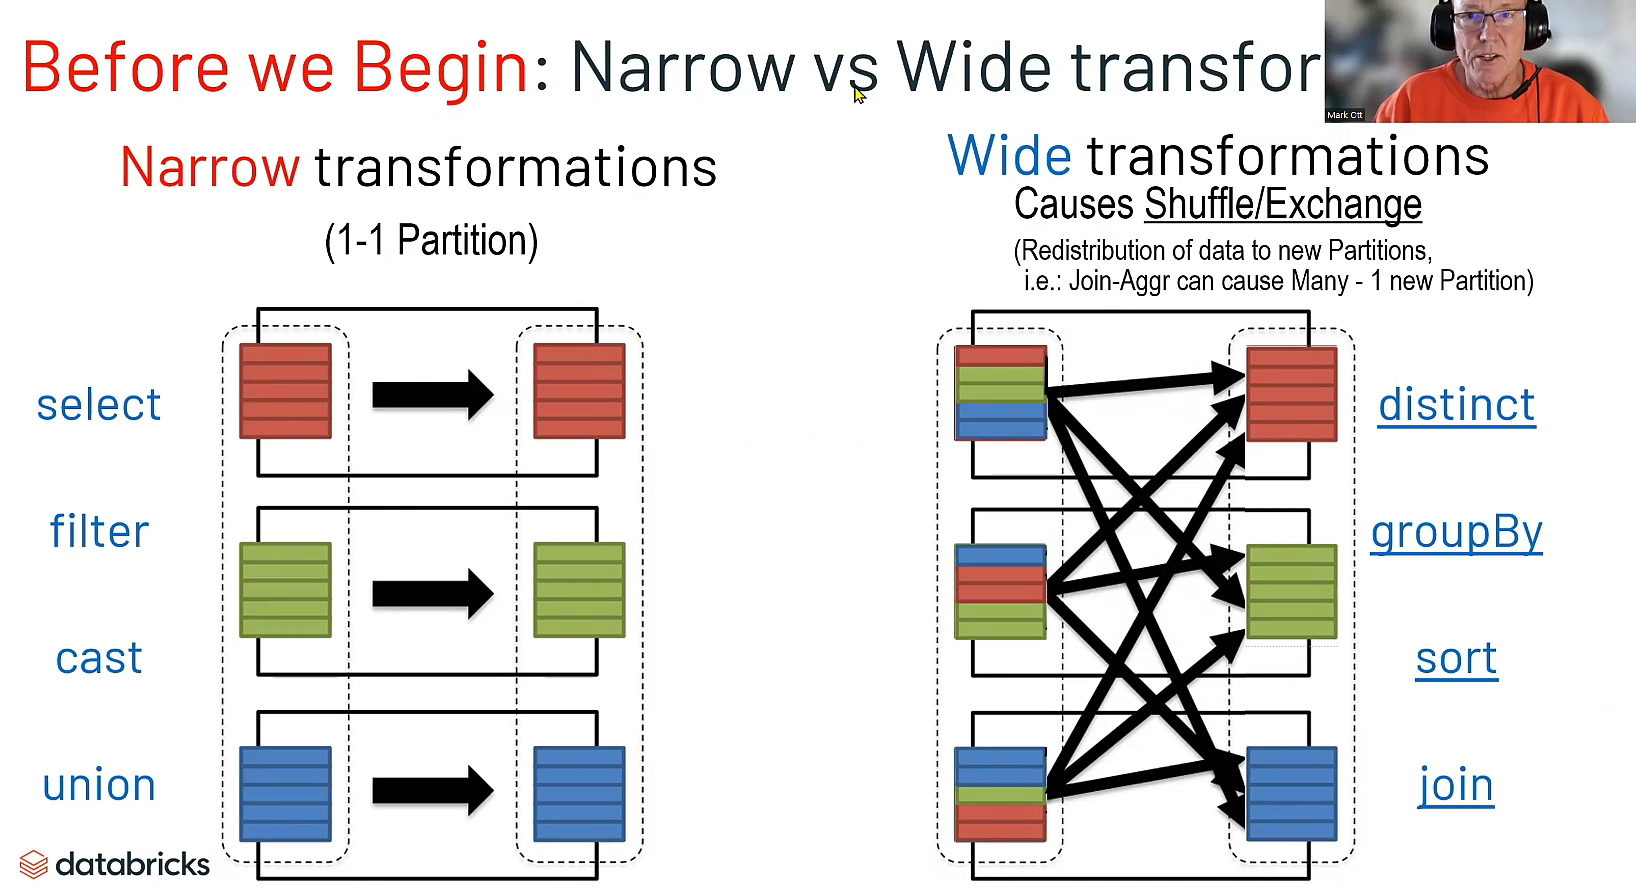 Before we Begin: Narrow vs Wide transfor
Mark Ott
Narrow transformations
(1-1 Partition)
select
filter
cast
union
Wide transformations
Causes Shuffle/Exchange
(Redistribution of data to new Partitions,
i.e.: Join-Aggr can cause Many - 1 new Partition)
distinct
groupBy
sort
join
databricks